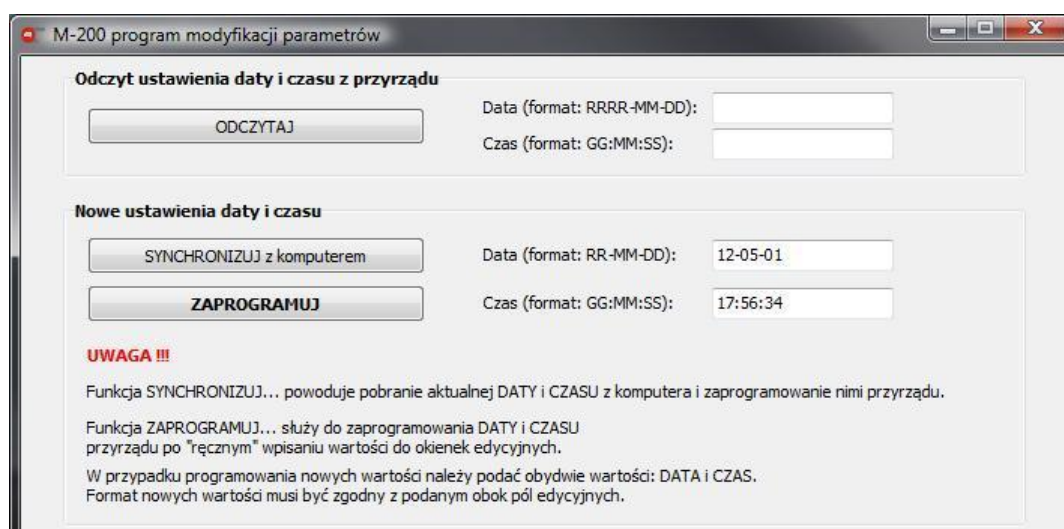 M-200 program modyfikacji parametrów
Odczyt ustawienia daty i czasu z przyrządu
ODCZYTAJ
Data (format: RRRR-MM-DD):
Czas (format: GG:MM:SS):
Nowe ustawienia daty i czasu
SYNCHRONIZUJ z komputerem
Data (format: RR-MM-DD): 12-05-01
ZAPROGRAMUJ
Czas (format: GG:MM:SS): 17:56:34
UWAGA !!!
Funkcja SYNCHRONIZUJ... powoduje pobranie aktualnej DATY i CZASU z komputera i zaprogramowanie nimi przyrządu.
Funkcja ZAPROGRAMUJ... służy do zaprogramowania DATY i CZASU
przyrządu po "ręcznym" wpisaniu wartości do okienek edycyjnych.
W przypadku programowania nowych wartości należy podać obydwie wartości: DATA i CZAS.
Format nowych wartości musi być zgodny z podanym obok pól edycyjnych.